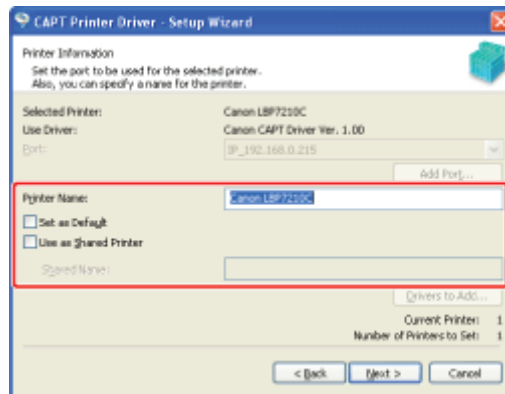 CAPT Printer Driver - Setup Wizard
Printer Information
Set the port to be used for the selected printer.
Also, you can specify a name for the printer.
Selected Printer: Canon LBP7210C
Use Driver: Canon CAPT Driver Ver. 1.00
Port: IP_192.168.0.215
Add Port...
Printer Name: Canon LBP7210C
Set as Default
Use as Shared Printer
Shared Name:
Drivers to Add...
Current Printer: 1
Number of Printers to Set: 1
< Back Next > Cancel